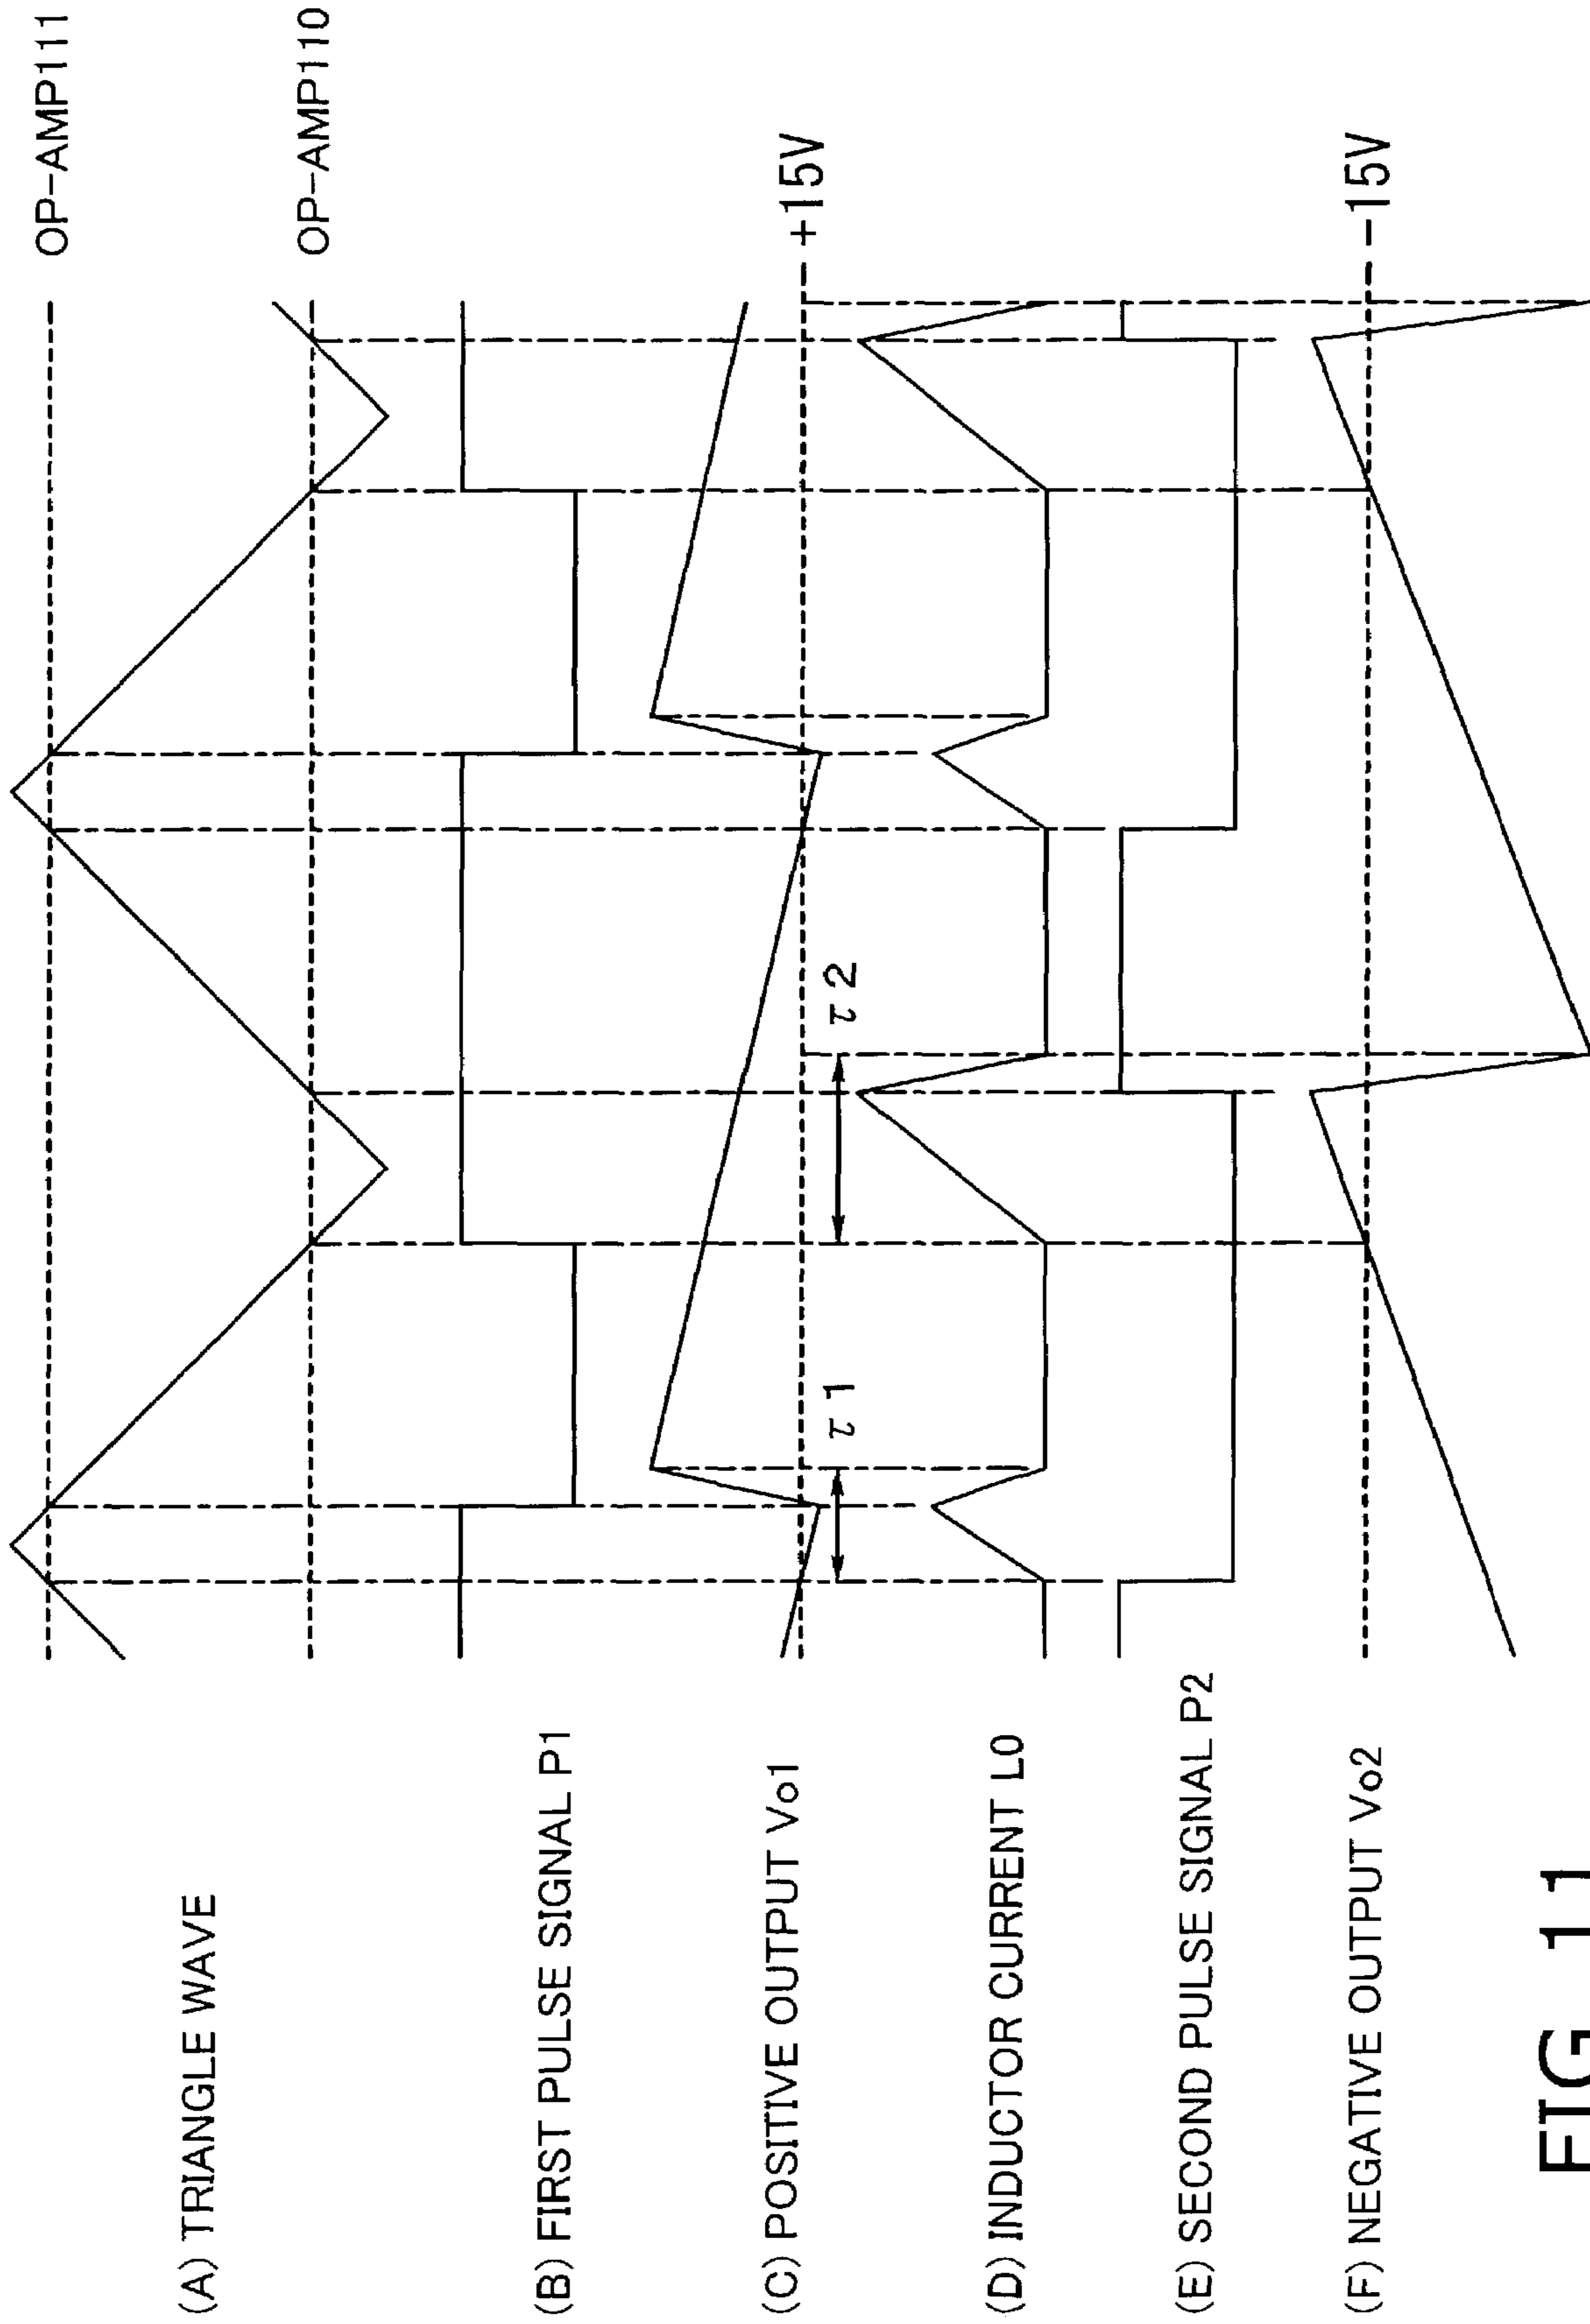 OP-AMP111
OP-AMP110
(A) TRIANGLE WAVE
(B) FIRST PULSE SIGNAL P1
(C) POSITIVE OUTPUT Vo1
+15V
τ1
τ2
(D) INDUCTOR CURRENT L0
(E) SECOND PULSE SIGNAL P2
(F) NEGATIVE OUTPUT Vo2
-15V
FIG. 11